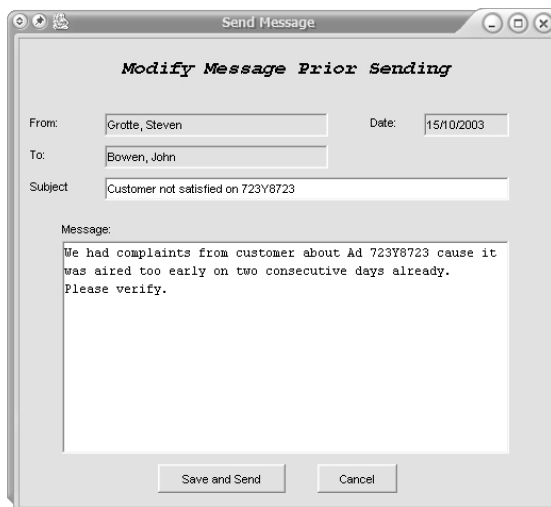 Send Message
Modify Message Prior Sending
From: Grotte, Steven Date: 15/10/2003
To: Bowen, John
Subject Customer not satisfied on 723Y8723
Message:
We had complaints from customer about Ad 723Y8723 cause it
was aired too early on two consecutive days already.
Please verify.
Save and Send Cancel